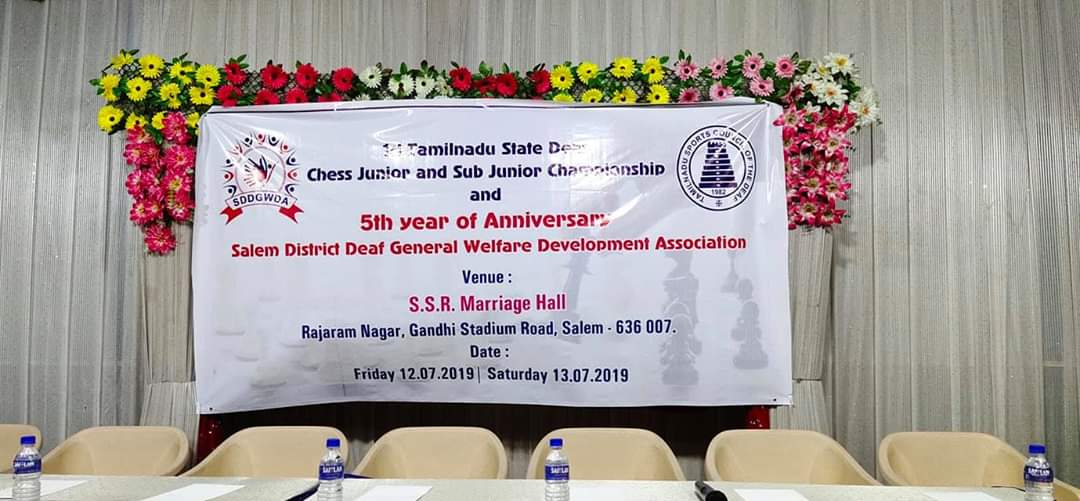 Tamilnadu State Deaf
Chess Junior and Sub Junior Championship
and
5th year of Anniversary
Salem District Deaf General Welfare Development Association
Venue :
S.S.R. Marriage Hall
Rajaram Nagar, Gandhi Stadium Road, Salem - 636 007.
Date :
Friday 12.07.2019| Saturday 13.07.2019
SDDGWDA
TAMILNADU SPORTS COUNCIL OF THE DEAF
1982